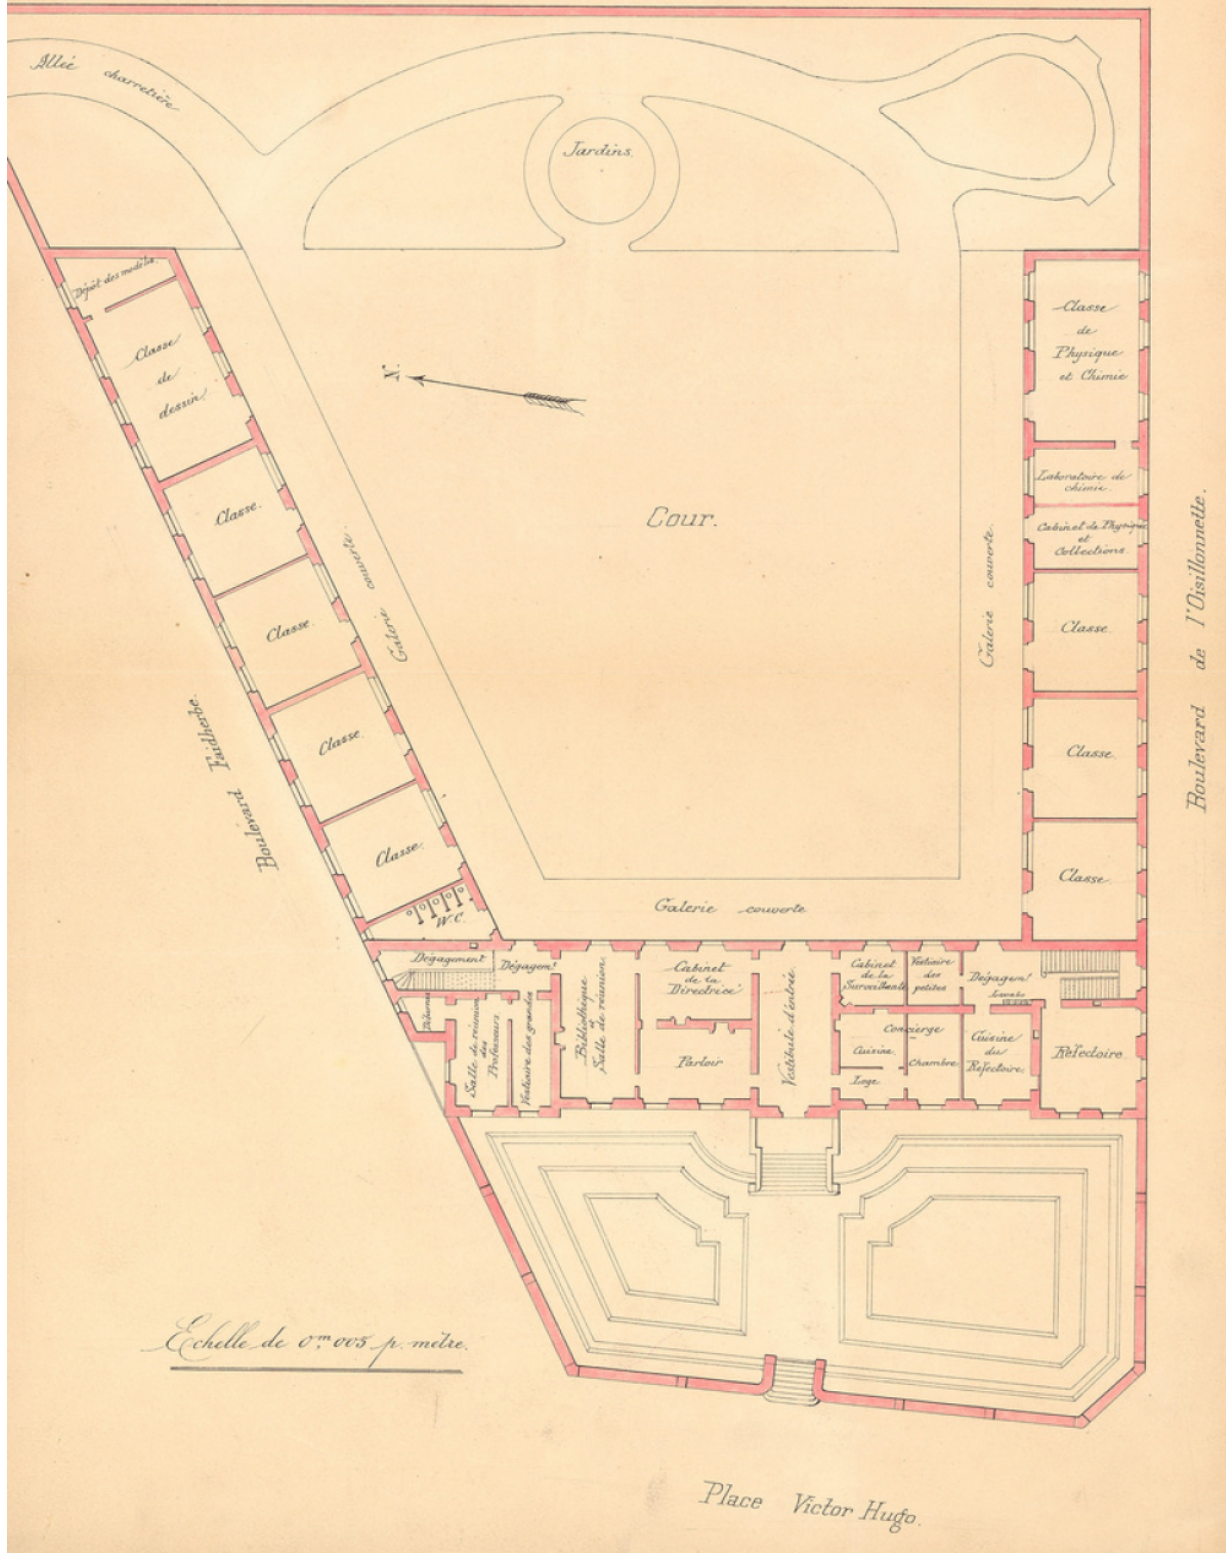 Allée charretière
Jardins.
Dépôt des modèles.
Classe
de
dessin.
Classe.
Classe.
Classe.
Classe.
W.C.
Galerie couverte
Boulevard Faidherbe.
N
Cour.
Galerie couverte
Galerie couverte
Classe
de
Physique
et Chimie
Laboratoire de
chimie.
Cabinet de Physique
et
Collections.
Classe
Classe
Classe
Boulevard de l'Oisillonnette.
Dégagement
Dégagemt
Bibliothèque
et
Salle de réunion
Cabinet
de la
Directrice
Vestibule d'entrée
Cabinet
de la
Surveillante
Vestiaire
des
petites
Dégagemt
Lavabo
Salle de réunion
des
Professeurs
Vestiaire des grandes
Parloir
Concierge
Cuisine
Loge
Chambre
Cuisine
du
Réfectoire
Réfectoire
Echelle de 0m,005 p. mètre.
Place Victor Hugo.